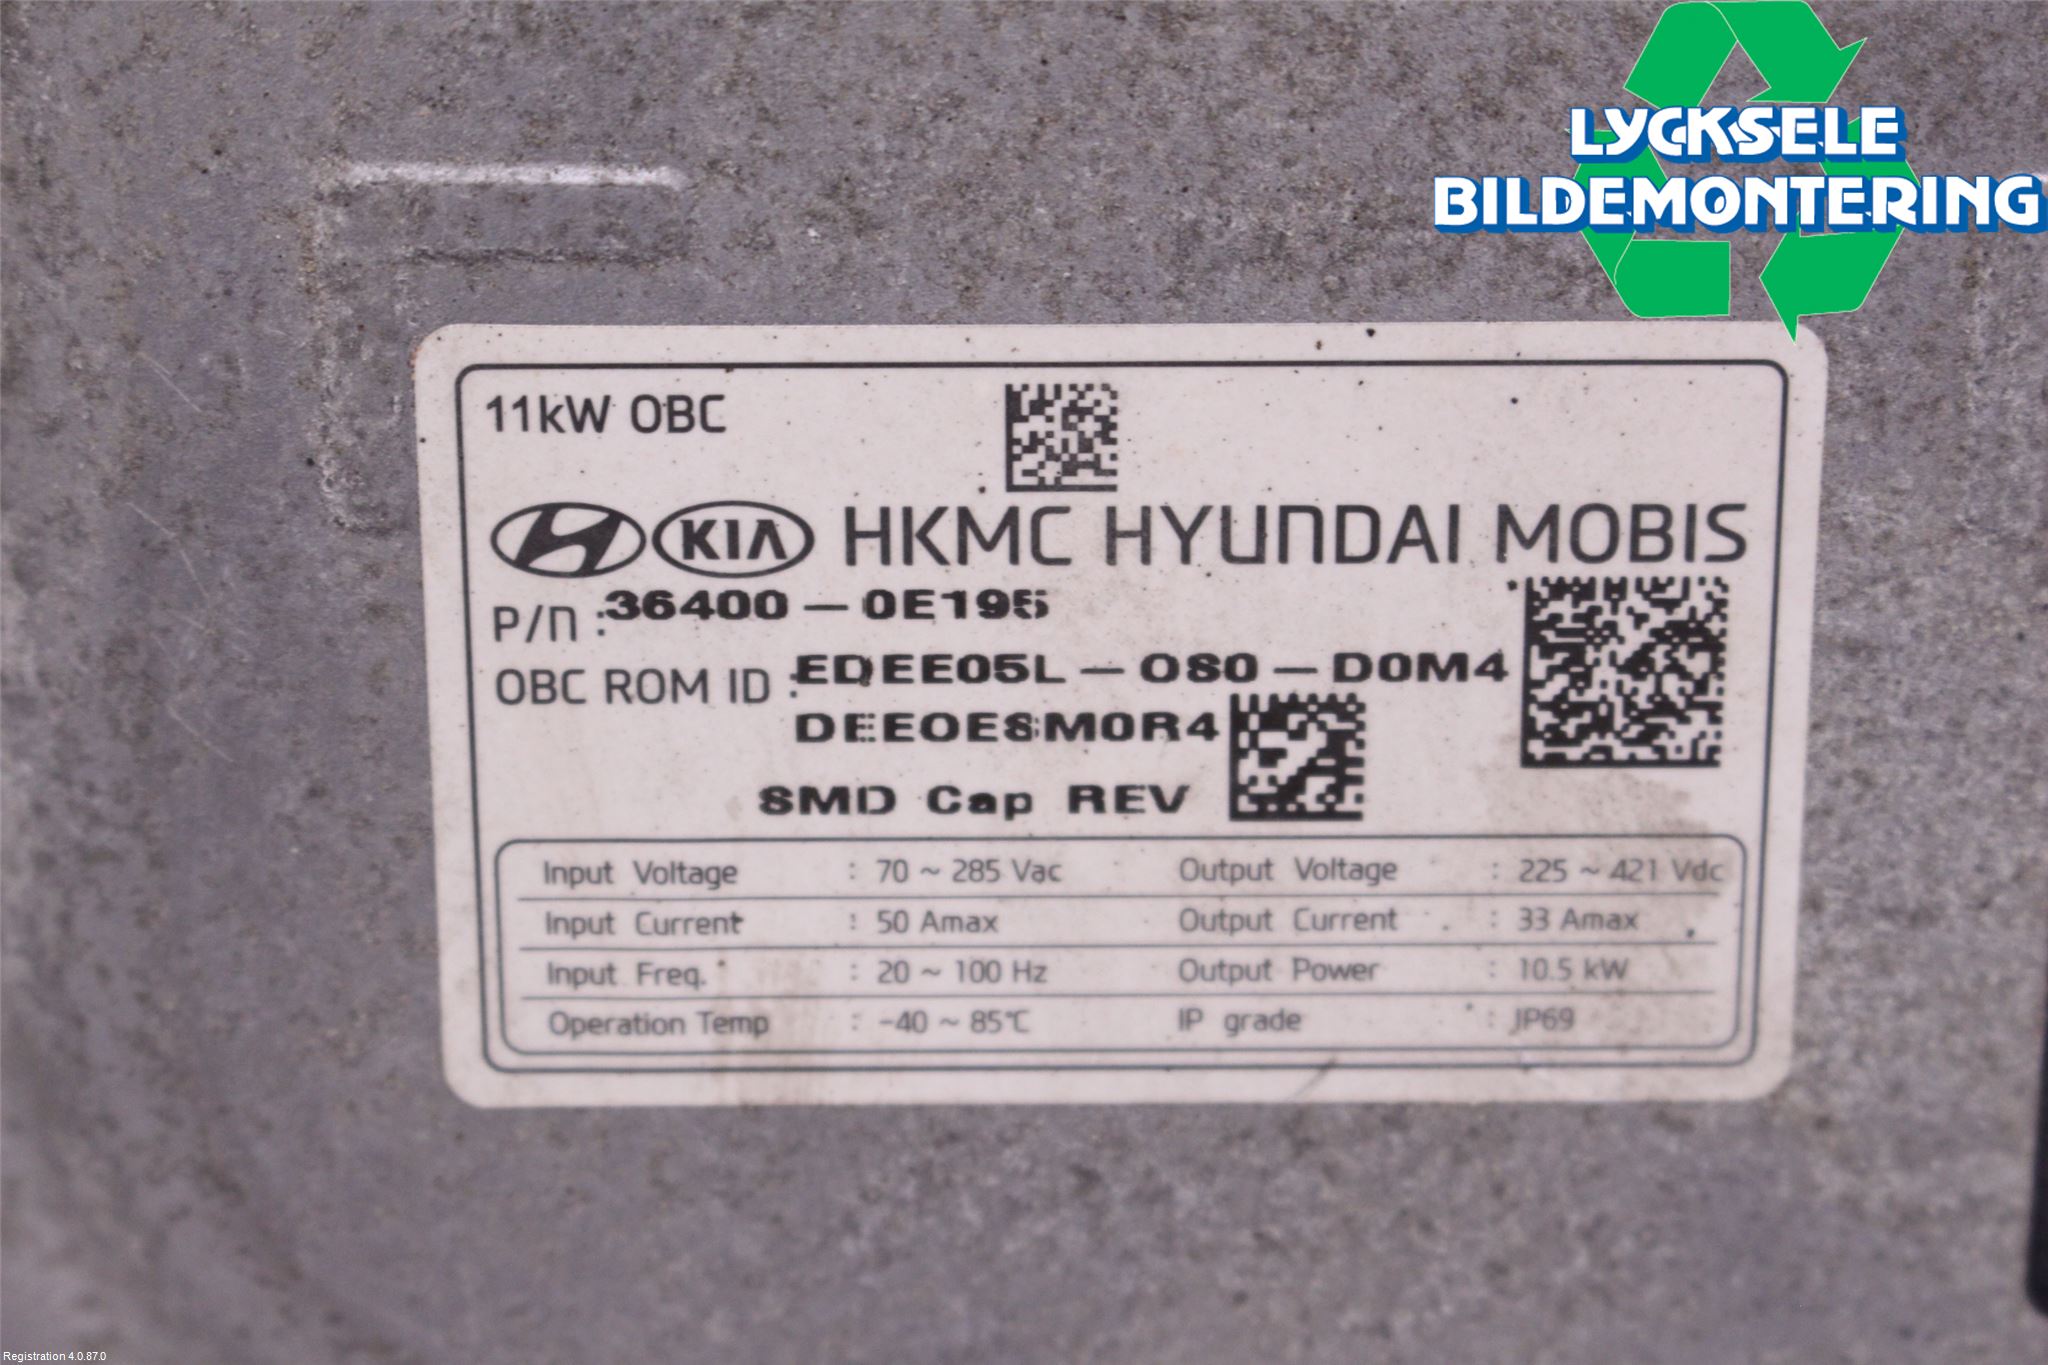 LYCKSELE
BILDEMONTERING
11kW OBC
KIA HKMC HYUNDAI MOBIS
P/N : 36400-0E195
OBC ROM ID : EDEE05L-OS0-D0M4
DEEOE8M0R4
SMD Cap REV
Input Voltage : 70 ~ 285 Vac Output Voltage : 225 ~ 421 Vdc
Input Current : 50 Amax Output Current : 33 Amax
Input Freq. : 20 ~ 100 Hz Output Power : 10.5 kW
Operation Temp : -40 ~ 85℃ IP grade : IP69
Registration 4.0.87.0